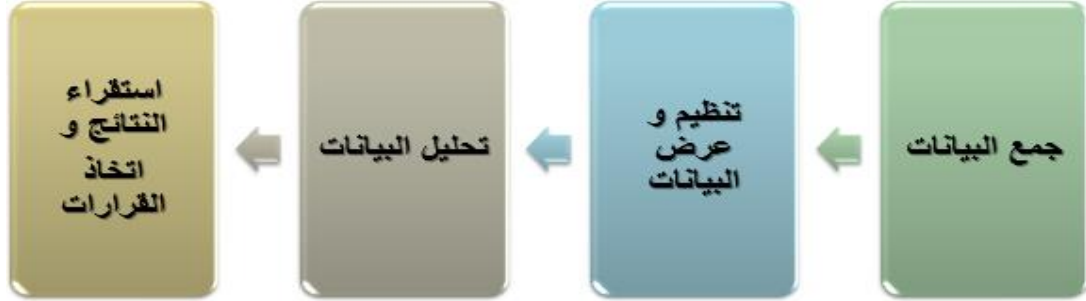 جمع البيانات
تنظيم و
عرض
البيانات
تحليل البيانات
استقراء
النتائج و
اتخاذ
القرارات